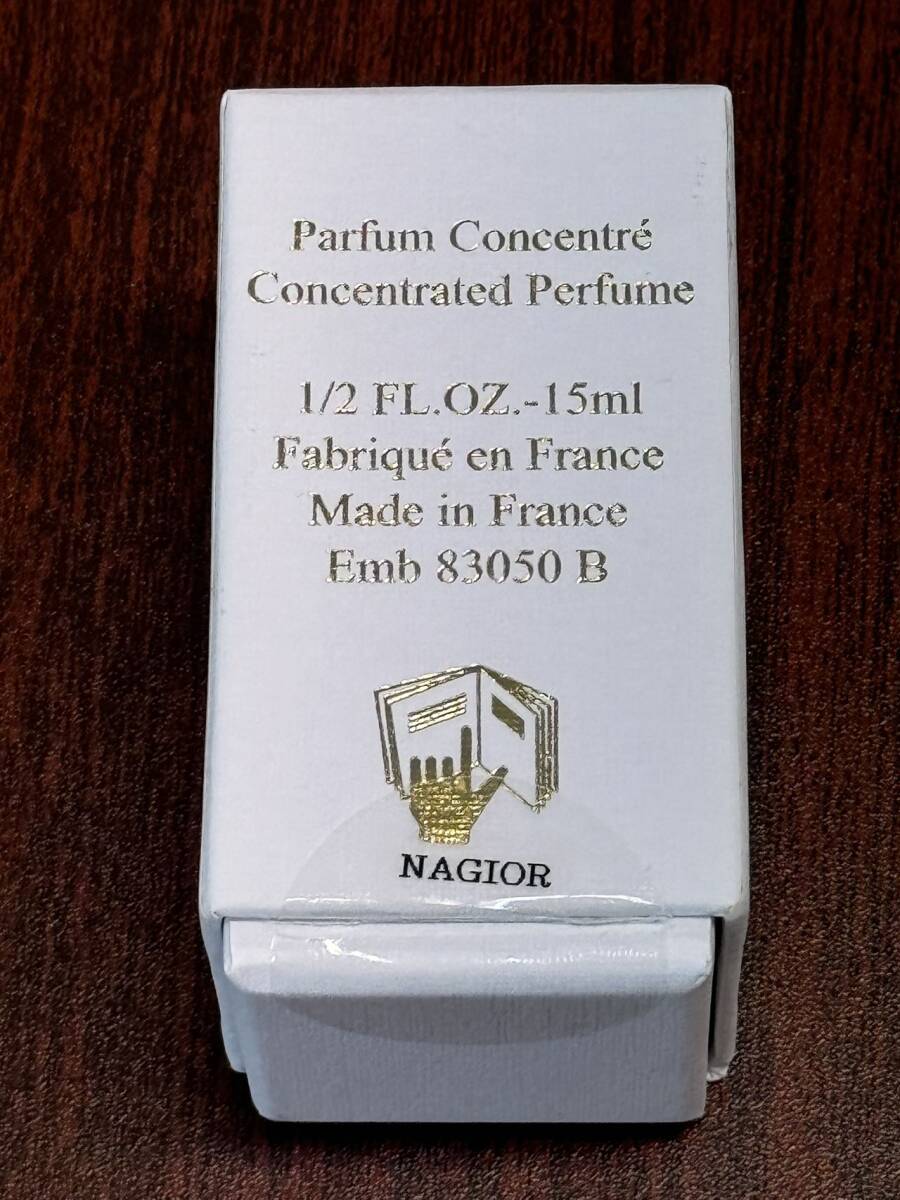 Parfum Concentré
Concentrated Perfume
1/2 FL.OZ.-15ml
Fabriqué en France
Made in France
Emb 83050 B
NAGIOR